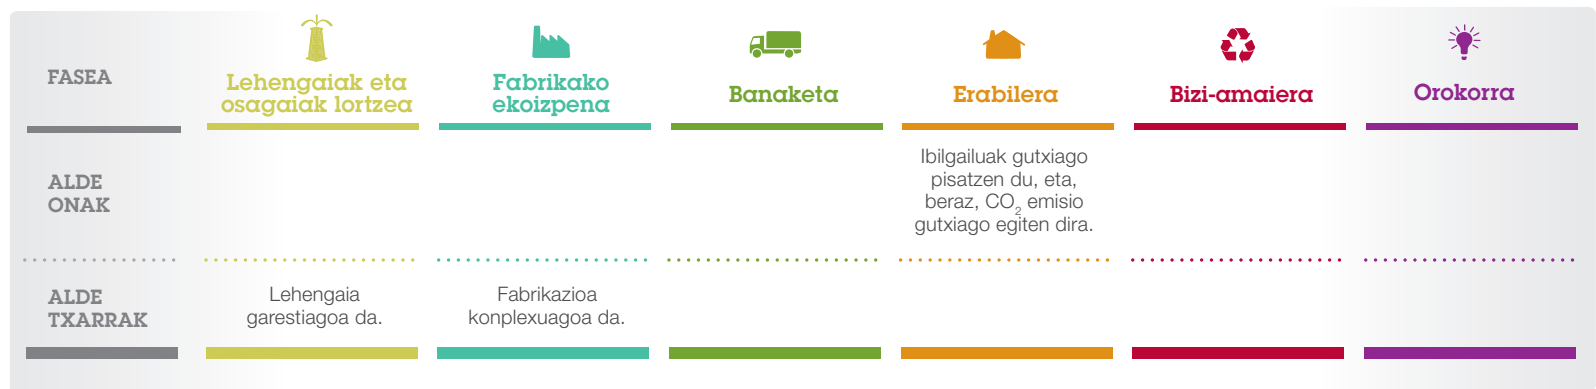 FASEA
Lehengaiak eta
osagaiak lortzea
Fabrikako
ekoizpena
Banaketa
Erabilera
Bizi-amaiera
Orokorra
ALDE
ONAK
Ibilgailuak gutxiago
pisatzen du, eta,
beraz, CO₂ emisio
gutxiago egiten dira.
ALDE
TXARRAK
Lehengaia
garestiagoa da.
Fabrikazioa
konplexuagoa da.